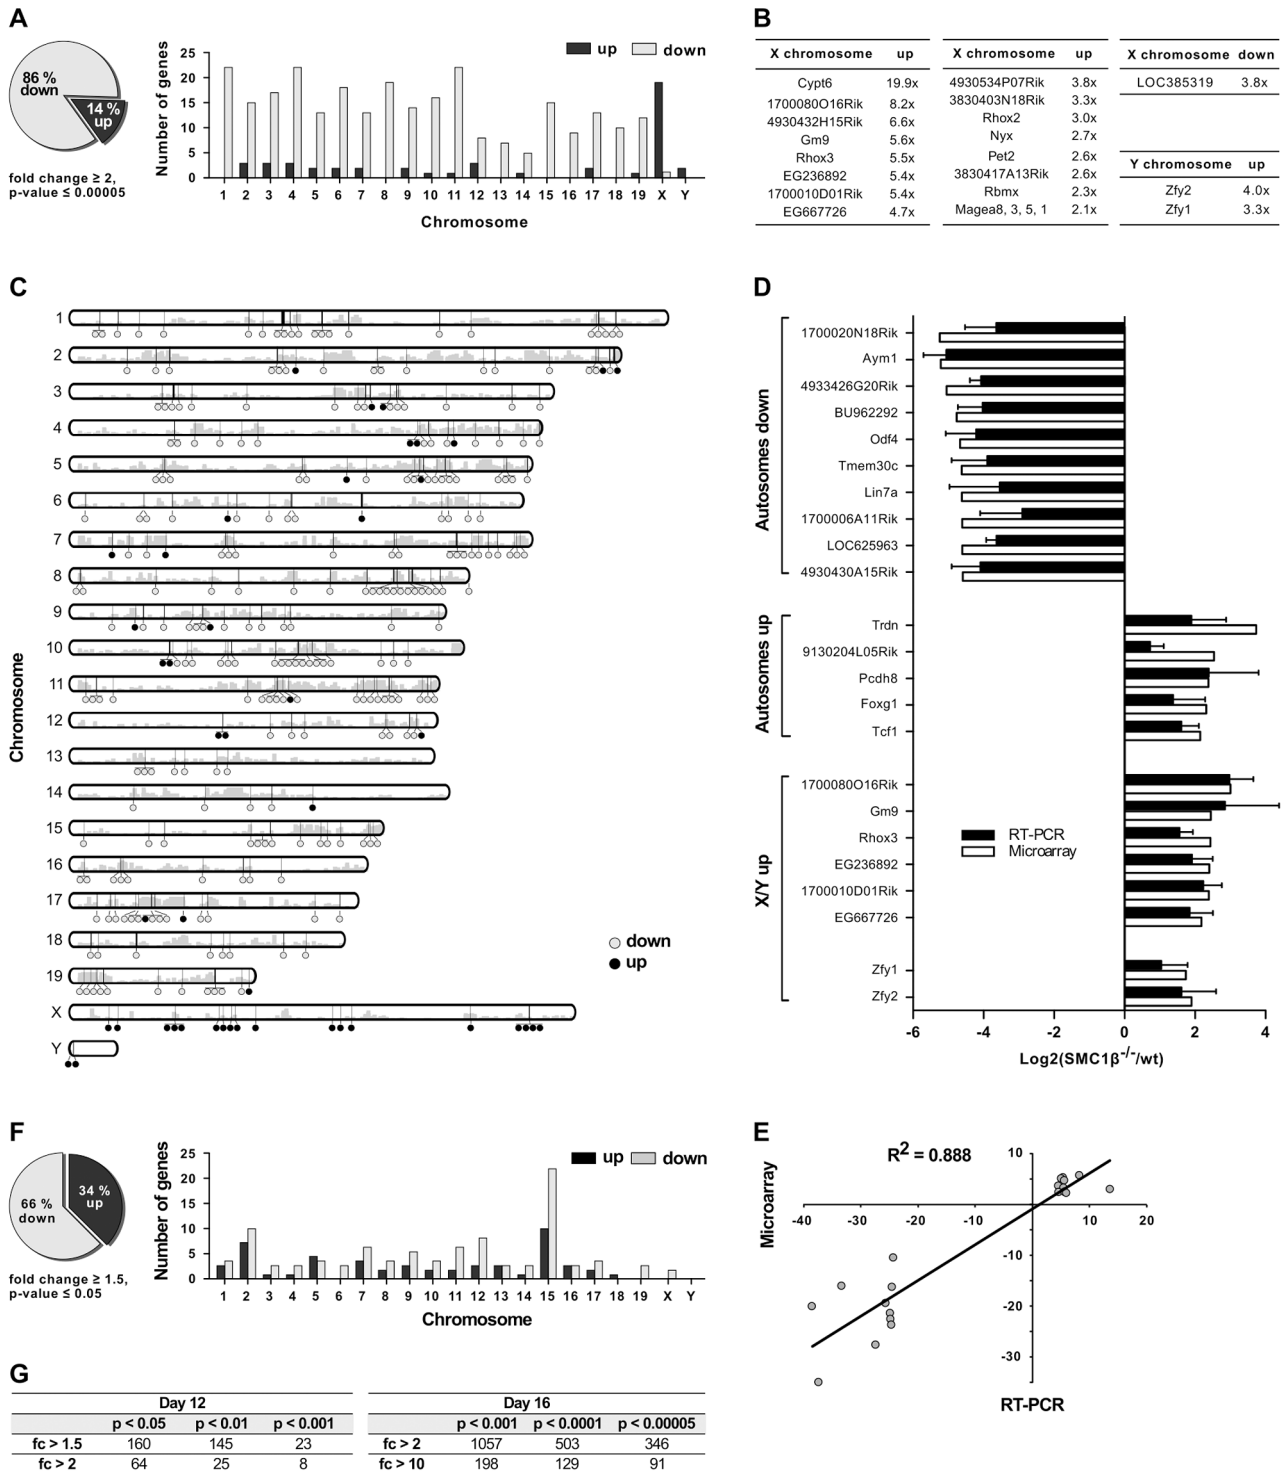 A
86 %
down
14 %
up
fold change ≥ 2,
p-value ≤ 0.00005
Number of genes
25
20
15
10
5
0
up down
1 2 3 4 5 6 7 8 9 10 11 12 13 14 15 16 17 18 19 X Y
Chromosome
B
X chromosome up
Cypt6 19.9x
1700080O16Rik 8.2x
4930432H15Rik 6.6x
Gm9 5.6x
Rhox3 5.5x
EG236892 5.4x
1700010D01Rik 5.4x
EG667726 4.7x
X chromosome up
4930534P07Rik 3.8x
3830403N18Rik 3.3x
Rhox2 3.0x
Nyx 2.7x
Pet2 2.6x
3830417A13Rik 2.6x
Rbmx 2.3x
Magea8, 3, 5, 1 2.1x
X chromosome down
LOC385319 3.8x
Y chromosome up
Zfy2 4.0x
Zfy1 3.3x
C
Chromosome
1
2
3
4
5
6
7
8
9
10
11
12
13
14
15
16
17
18
19
X
Y
down
up
D
Autosomes down
1700020N18Rik
Aym1
4933426G20Rik
BU962292
Odf4
Tmem30c
Lin7a
1700006A11Rik
LOC625963
4930430A15Rik
Autosomes up
Trdn
9130204L05Rik
Pcdh8
Foxg1
Tcf1
X/Y up
1700080O16Rik
Gm9
Rhox3
EG236892
1700010D01Rik
EG667726
Zfy1
Zfy2
RT-PCR
Microarray
-6 -4 -2 0 2 4
Log2(SMC1β-/-/wt)
F
66 %
down
34 %
up
fold change ≥ 1.5,
p-value ≤ 0.05
Number of genes
25
20
15
10
5
0
up down
1 2 3 4 5 6 7 8 9 10 11 12 13 14 15 16 17 18 19 X Y
Chromosome
E
R2 = 0.888
Microarray
10
-40 -30 -20 -10 10 20
-10
-20
-30
RT-PCR
G
Day 12
p < 0.05 p < 0.01 p < 0.001
fc > 1.5 160 145 23
fc > 2 64 25 8
Day 16
p < 0.001 p < 0.0001 p < 0.00005
fc > 2 1057 503 346
fc > 10 198 129 91